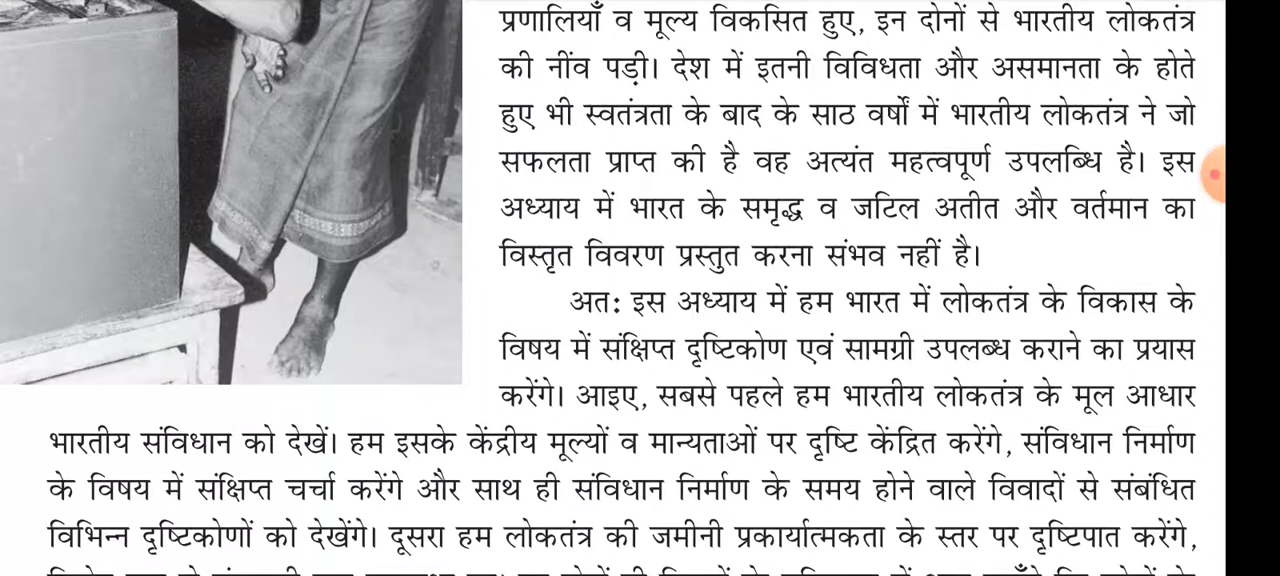 प्रणालियाँ व मूल्य विकसित हुए, इन दोनों से भारतीय लोकतंत्र
की नींव पड़ी। देश में इतनी विविधता और असमानता के होते
हुए भी स्वतंत्रता के बाद के साठ वर्षों में भारतीय लोकतंत्र ने जो
सफलता प्राप्त की है वह अत्यंत महत्वपूर्ण उपलब्धि है। इस
अध्याय में भारत के समृद्ध व जटिल अतीत और वर्तमान का
विस्तृत विवरण प्रस्तुत करना संभव नहीं है।
अत: इस अध्याय में हम भारत में लोकतंत्र के विकास के
विषय में संक्षिप्त दृष्टिकोण एवं सामग्री उपलब्ध कराने का प्रयास
करेंगे। आइए, सबसे पहले हम भारतीय लोकतंत्र के मूल आधार
भारतीय संविधान को देखें। हम इसके केंद्रीय मूल्यों व मान्यताओं पर दृष्टि केंद्रित करेंगे, संविधान निर्माण
के विषय में संक्षिप्त चर्चा करेंगे और साथ ही संविधान निर्माण के समय होने वाले विवादों से संबंधित
विभिन्न दृष्टिकोणों को देखेंगे। दूसरा हम लोकतंत्र की जमीनी प्रकार्यात्मकता के स्तर पर दृष्टिपात करेंगे,